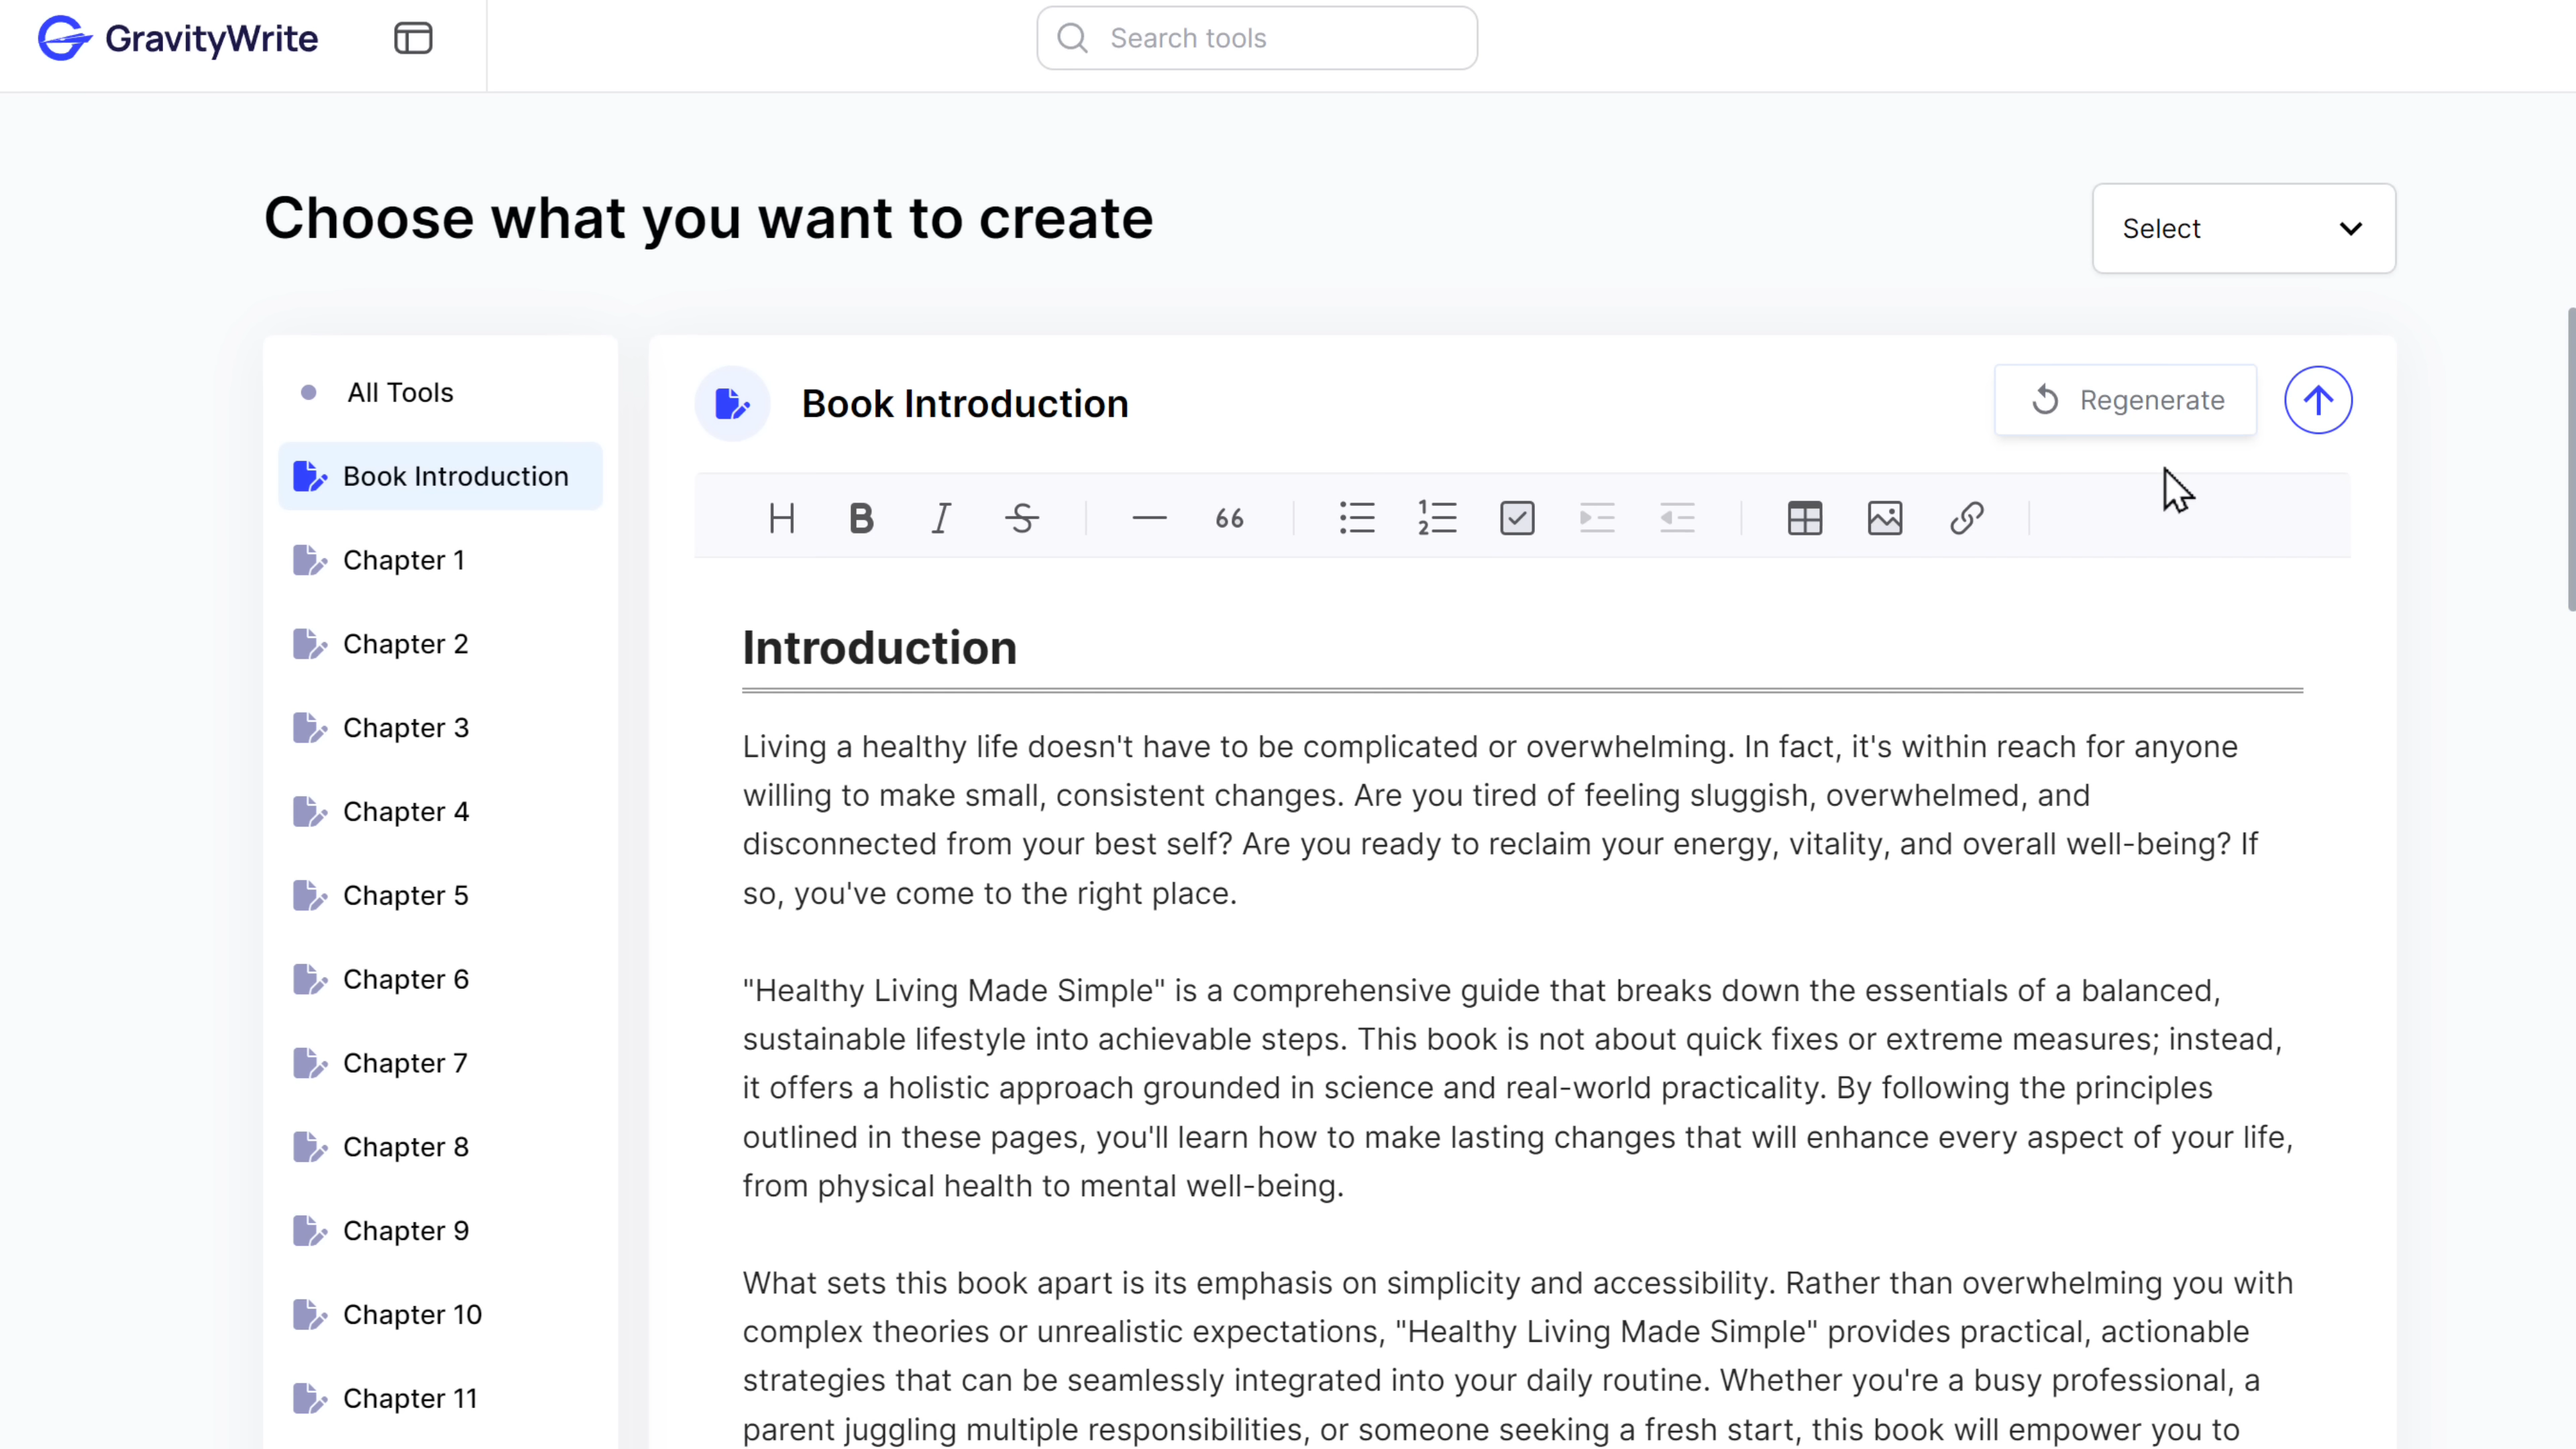 GravityWrite
Search tools
Choose what you want to create
Select
All Tools
Book Introduction
Chapter 1
Chapter 2
Chapter 3
Chapter 4
Chapter 5
Chapter 6
Chapter 7
Chapter 8
Chapter 9
Chapter 10
Chapter 11
Book Introduction
Regenerate
Introduction
Living a healthy life doesn't have to be complicated or overwhelming. In fact, it's within reach for anyone
willing to make small, consistent changes. Are you tired of feeling sluggish, overwhelmed, and
disconnected from your best self? Are you ready to reclaim your energy, vitality, and overall well-being? If
so, you've come to the right place.
"Healthy Living Made Simple" is a comprehensive guide that breaks down the essentials of a balanced,
sustainable lifestyle into achievable steps. This book is not about quick fixes or extreme measures; instead,
it offers a holistic approach grounded in science and real-world practicality. By following the principles
outlined in these pages, you'll learn how to make lasting changes that will enhance every aspect of your life,
from physical health to mental well-being.
What sets this book apart is its emphasis on simplicity and accessibility. Rather than overwhelming you with
complex theories or unrealistic expectations, "Healthy Living Made Simple" provides practical, actionable
strategies that can be seamlessly integrated into your daily routine. Whether you're a busy professional, a
parent juggling multiple responsibilities, or someone seeking a fresh start, this book will empower you to